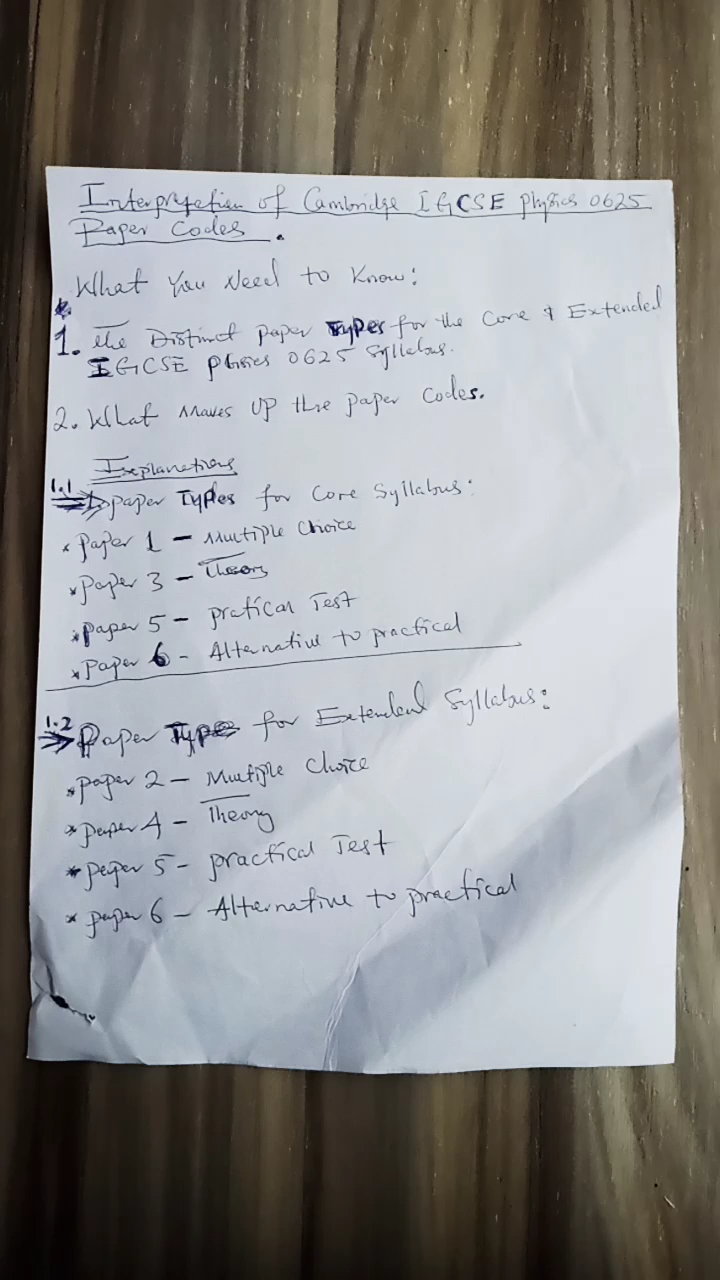 Interpretation of Cambridge IGCSE Physics 0625
Paper Codes.
What You Need to Know:
1. The Distinct paper Types for the Core & Extended
IGCSE Physics 0625 Syllabus.
2. What Makes Up the paper Codes.
Explanations
1.1
Paper Types for Core Syllabus:
* Paper 1 - Multiple Choice
* Paper 3 - Theory
* Paper 5 - pratical Test
* Paper 6 - Alternative to practical
1.2
Paper Types for Extended Syllabus:
* paper 2 - Multiple Choice
* paper 4 - Theory
* paper 5 - practical Test
* paper 6 - Alternative to practical